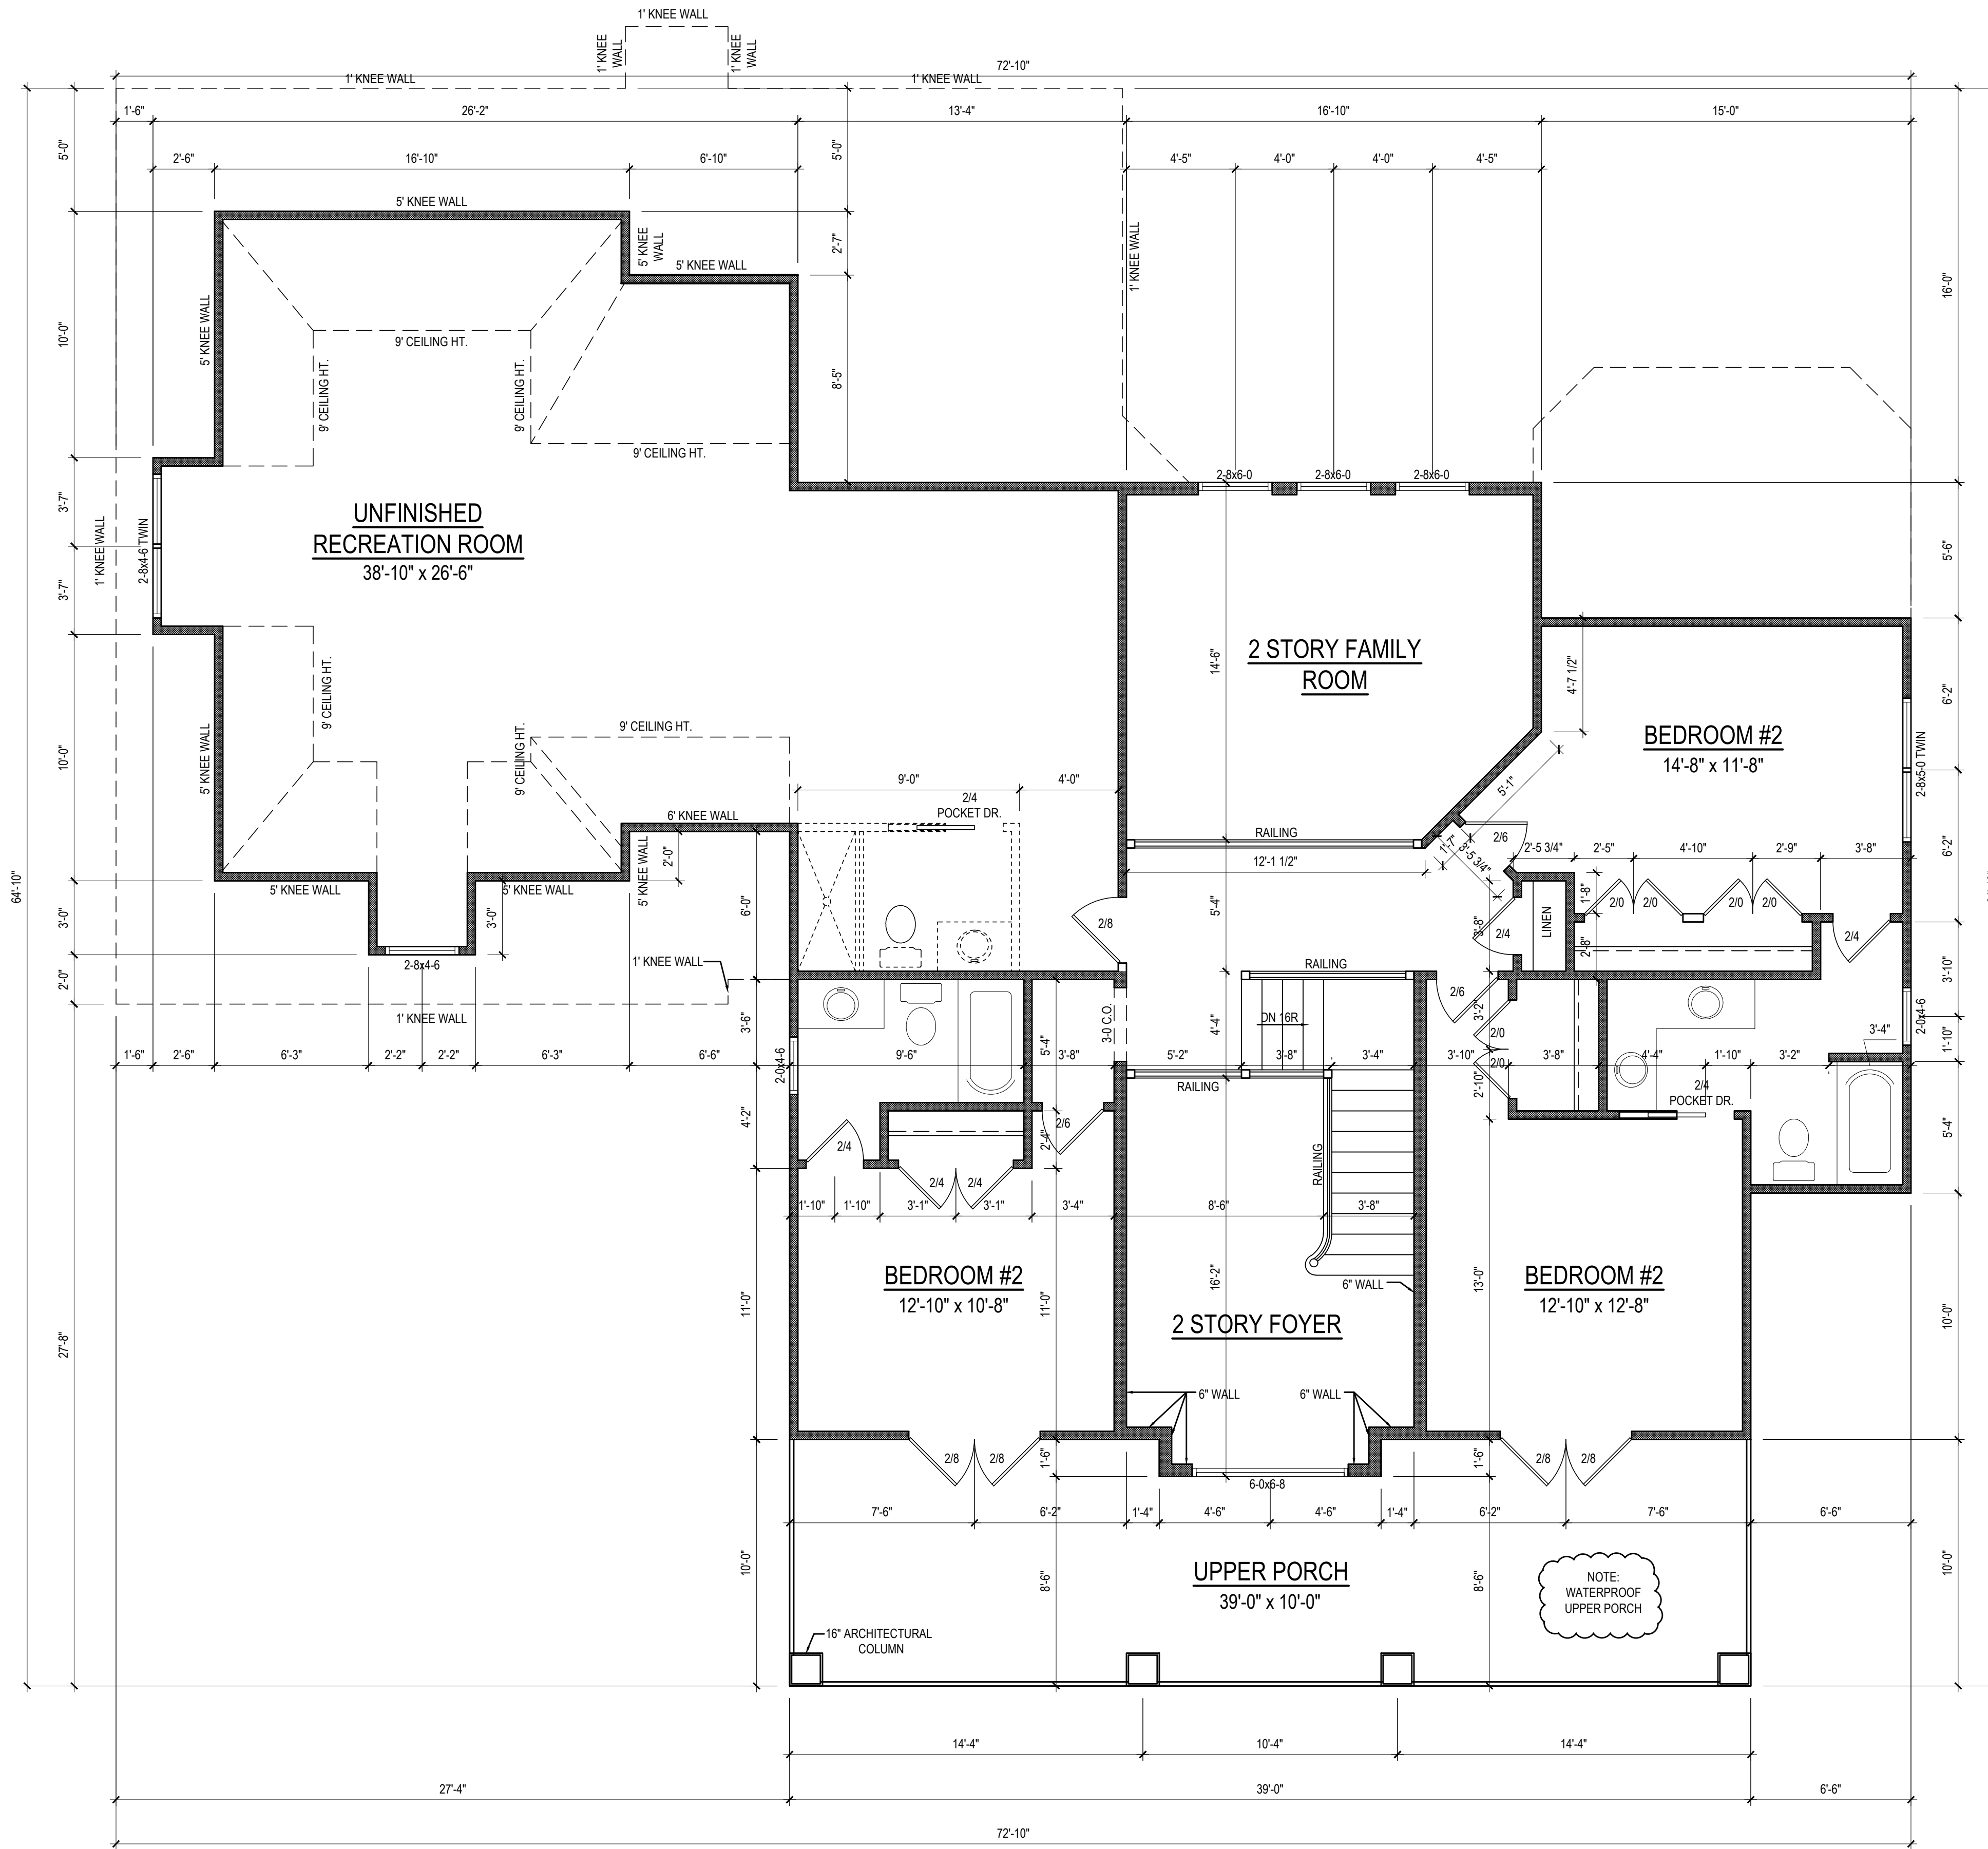 1' KNEE WALL
1' KNEE WALL
1' KNEE WALL
72'-10"
1' KNEE WALL
1' KNEE WALL
1'-6"
26'-2"
13'-4"
16'-10"
15'-0"
5'-0"
5'-0"
2'-6"
16'-10"
6'-10"
4'-5"
4'-0"
4'-0"
4'-5"
5' KNEE WALL
5' KNEE WALL
5' KNEE WALL
2'-7"
1' KNEE WALL
16'-0"
10'-0"
5' KNEE WALL
9' CEILING HT.
9' CEILING HT.
9' CEILING HT.
8'-5"
9' CEILING HT.
2-8x6-0
2-8x6-0
2-8x6-0
3'-7"
3'-7"
1' KNEE WALL
2-8x4-6 TWIN
UNFINISHED
RECREATION ROOM
38'-10" x 26'-6"
5'-6"
2 STORY FAMILY
ROOM
14'-6"
4'-7 1/2"
BEDROOM #2
14'-8" x 11'-8"
6'-2"
2-8x5-0 TWIN
6'-2"
9' CEILING HT.
9' CEILING HT.
9' CEILING HT.
10'-0"
5' KNEE WALL
9'-0"
4'-0"
2/4
POCKET DR.
6' KNEE WALL
RAILING
12'-1 1/2"
5'-1"
1'-7"
3'-5 3/4"
2/6
2'-5 3/4"
2'-5"
4'-10"
2'-9"
3'-8"
64'-10"
5' KNEE WALL
5' KNEE WALL
5' KNEE WALL
2'-0"
3'-0"
3'-0"
6'-0"
2/8
5'-4"
3'-8"
2/4
LINEN
1'-8"
2'-8"
2/0
2/0
2/0
2/0
2/4
3'-10"
2-8x4-6
2'-0"
1' KNEE WALL
1' KNEE WALL
RAILING
2/6
3'-2"
2/0
2/0
2'-10"
DN 16R
3-0 C.O.
4'-4"
3'-6"
2-0x4-6
2-0x4-6
3'-4"
1'-10"
1'-6"
2'-6"
6'-3"
2'-2"
2'-2"
6'-3"
6'-6"
9'-6"
5'-4"
3'-8"
5'-2"
3'-8"
3'-4"
3'-10"
3'-8"
4'-4"
1'-10"
3'-2"
RAILING
2/4
POCKET DR.
4'-2"
2/4
2/6
2'-4"
2/4
2/4
RAILING
5'-4"
1'-10"
1'-10"
3'-1"
3'-1"
3'-4"
8'-6"
3'-8"
BEDROOM #2
12'-10" x 10'-8"
11'-0"
11'-0"
16'-2"
6" WALL
2 STORY FOYER
13'-0"
BEDROOM #2
12'-10" x 12'-8"
10'-0"
27'-8"
6" WALL
6" WALL
2/8
2/8
1'-6"
6-0x6-8
1'-6"
2/8
2/8
7'-6"
6'-2"
1'-4"
4'-6"
4'-6"
1'-4"
6'-2"
7'-6"
6'-6"
10'-0"
8'-6"
UPPER PORCH
39'-0" x 10'-0"
8'-6"
NOTE:
WATERPROOF
UPPER PORCH
10'-0"
16" ARCHITECTURAL
COLUMN
14'-4"
10'-4"
14'-4"
27'-4"
39'-0"
6'-6"
72'-10"